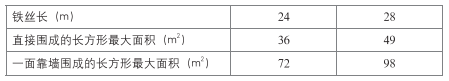 铁丝长（m） 24 28
直接围成的长方形最大面积（m²） 36 49
一面靠墙围成的长方形最大面积（m²） 72 98